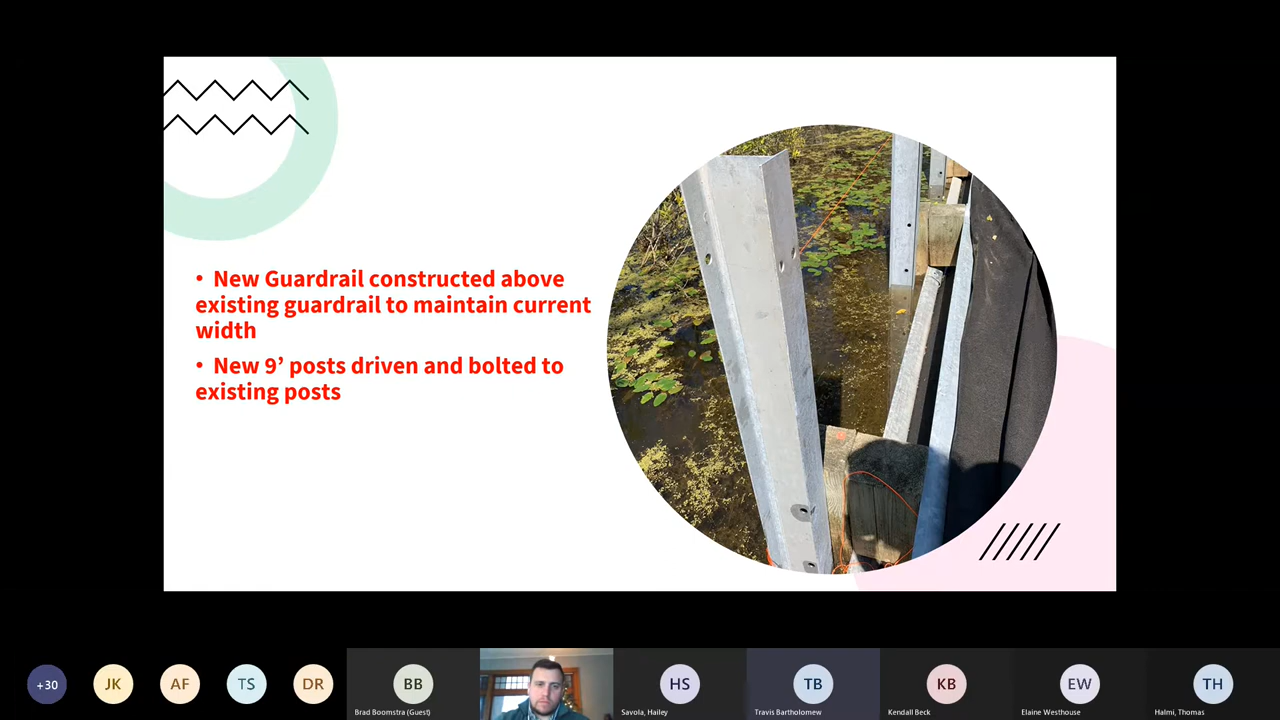 • New Guardrail constructed above
existing guardrail to maintain current
width
• New 9’ posts driven and bolted to
existing posts
+30
JK
AF
TS
DR
BB
HS
TB
KB
EW
TH
Brad Boomstra (Guest)
Savola, Hailey
Travis Bartholomew
Kendall Beck
Elaine Westhouse
Halmi, Thomas